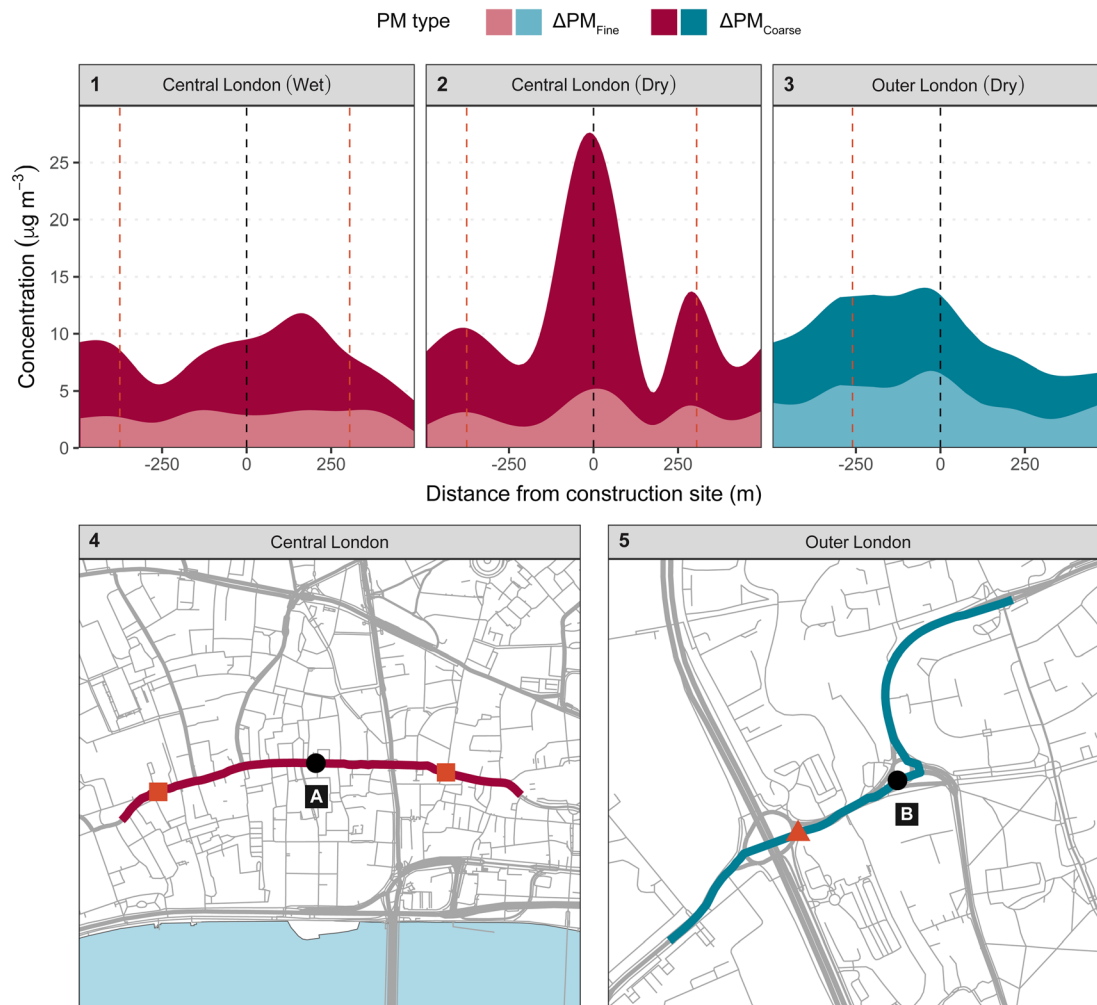 PM type ΔPM_Fine ΔPM_Coarse
1 Central London (Wet) 2 Central London (Dry) 3 Outer London (Dry)
Concentration (μg m⁻³)
25
20
15
10
5
0
-250 0 250 -250 0 250 -250 0 250
Distance from construction site (m)
4 Central London 5 Outer London
A
B